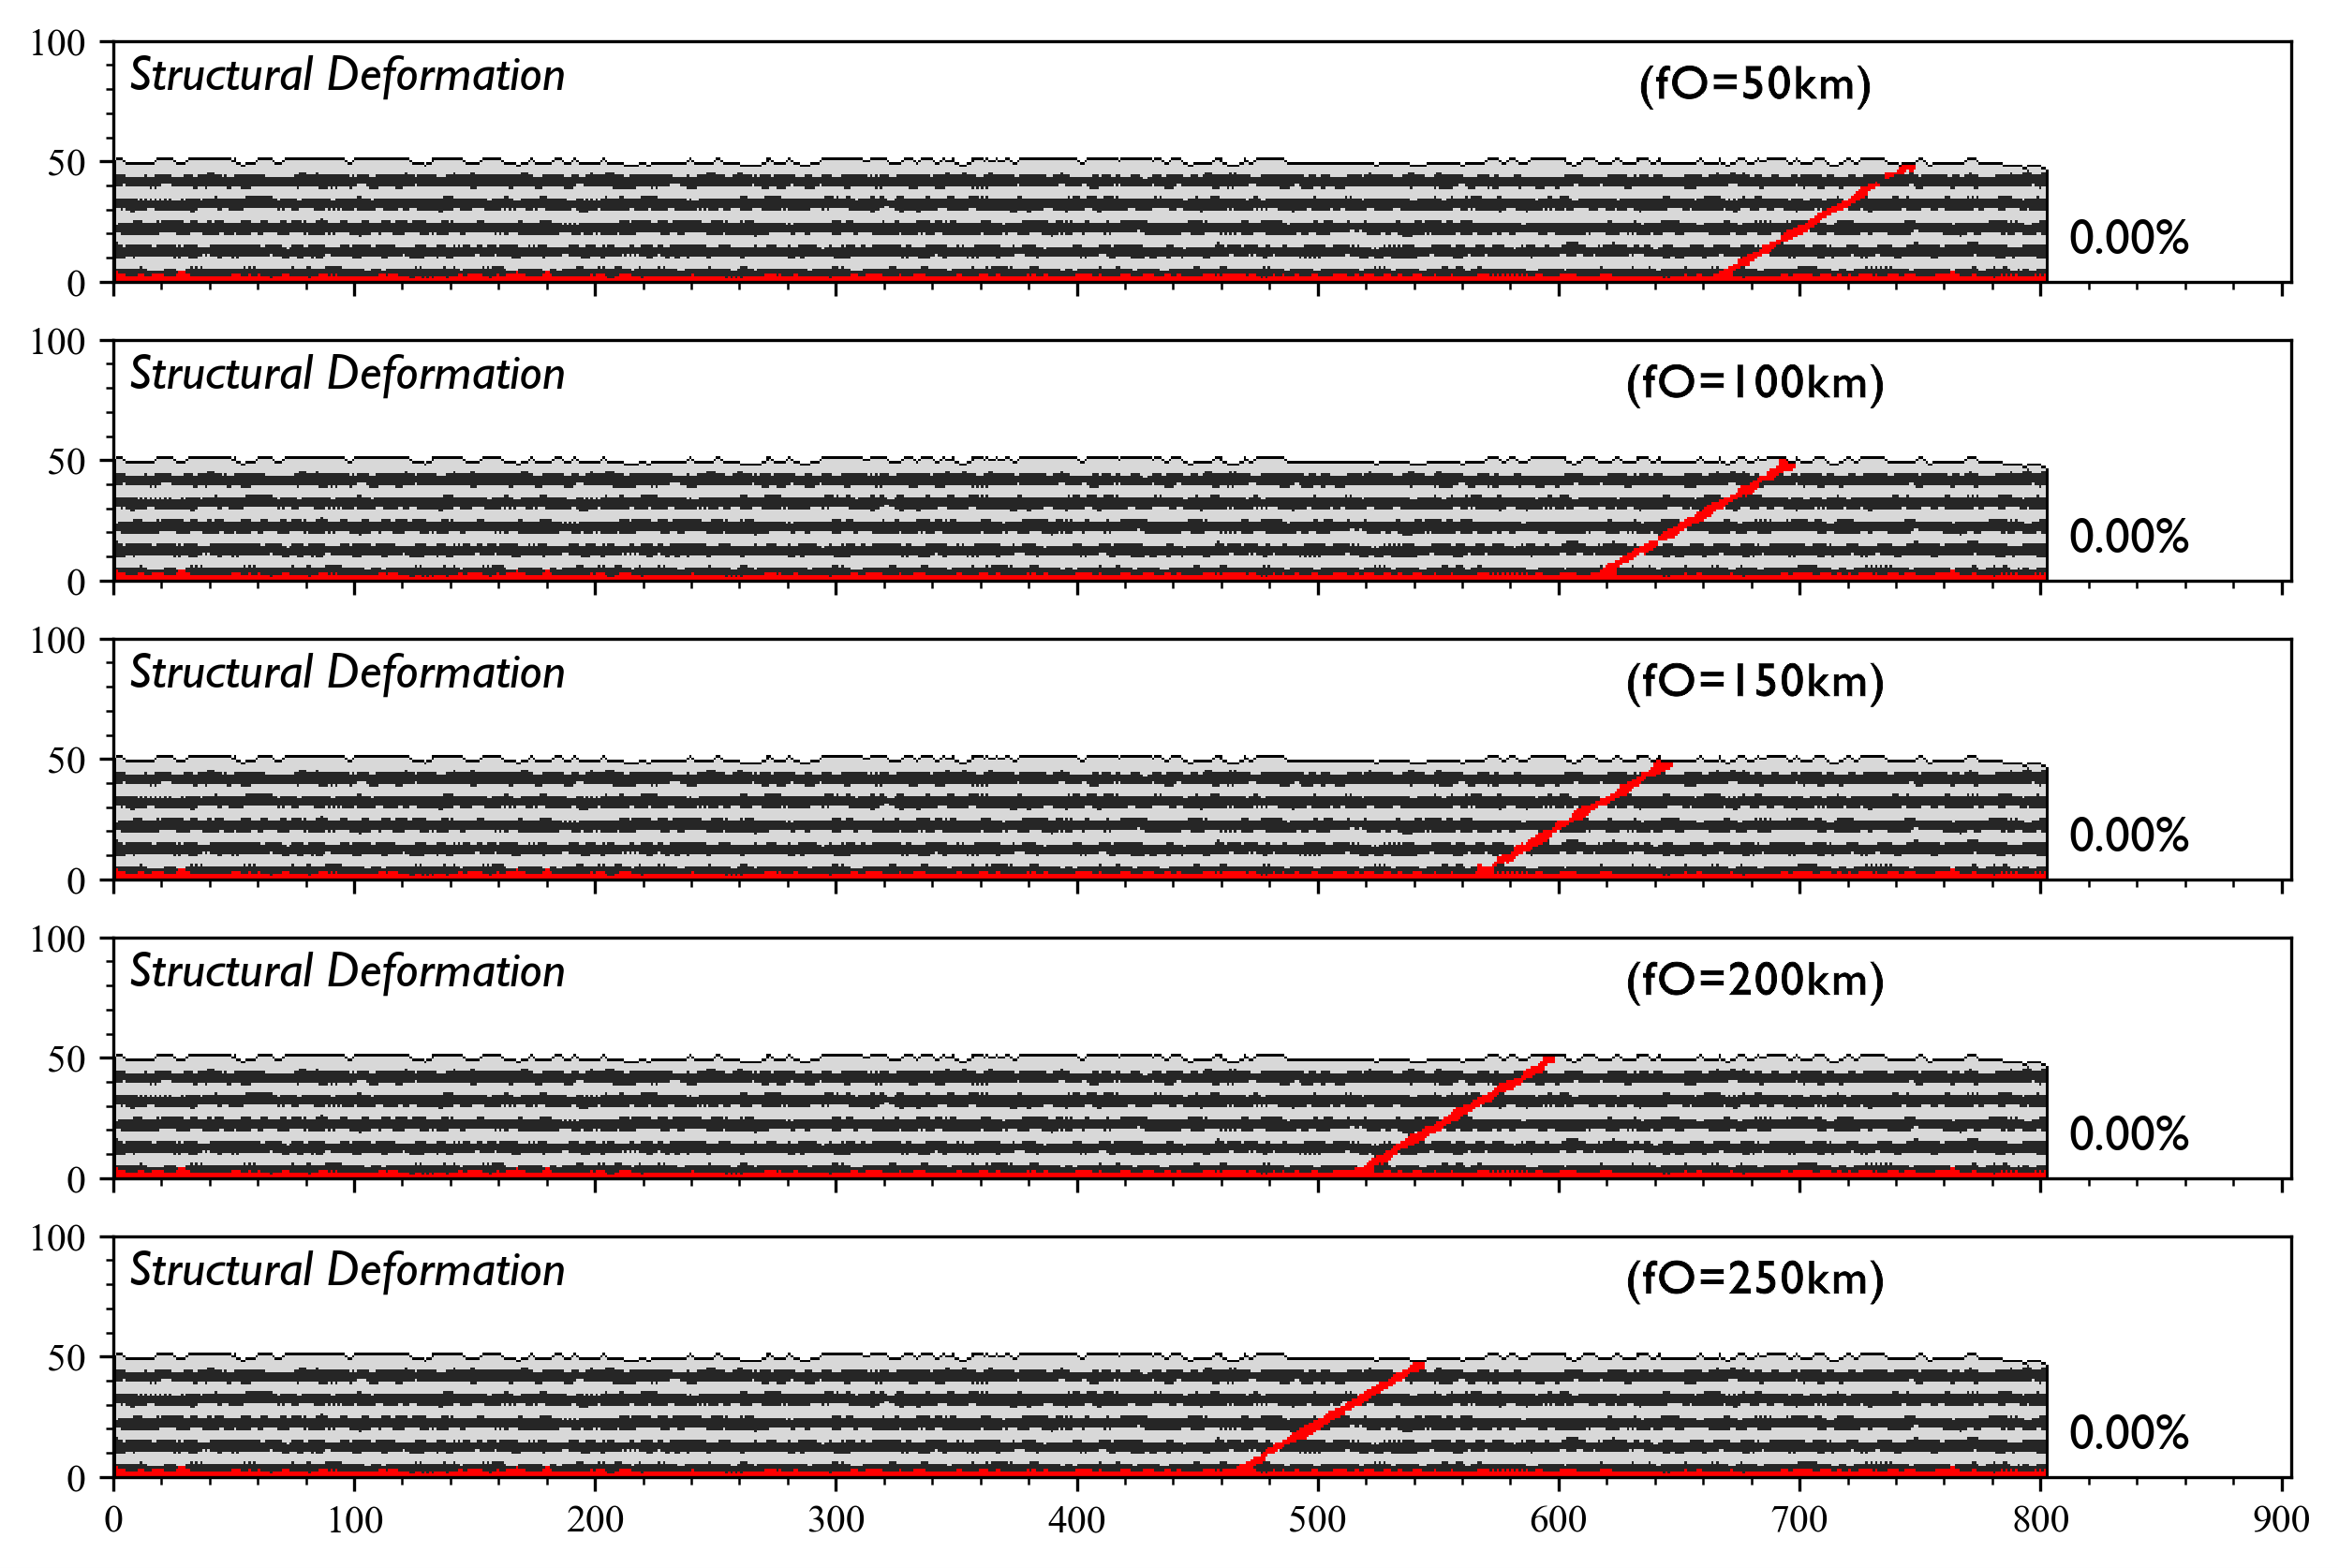 100
Structural Deformation
(fO=50km)
50
0.00%
0
100
Structural Deformation
(fO=100km)
50
0.00%
0
100
Structural Deformation
(fO=150km)
50
0.00%
0
100
Structural Deformation
(fO=200km)
50
0.00%
0
100
Structural Deformation
(fO=250km)
50
0.00%
0
0 100 200 300 400 500 600 700 800 900